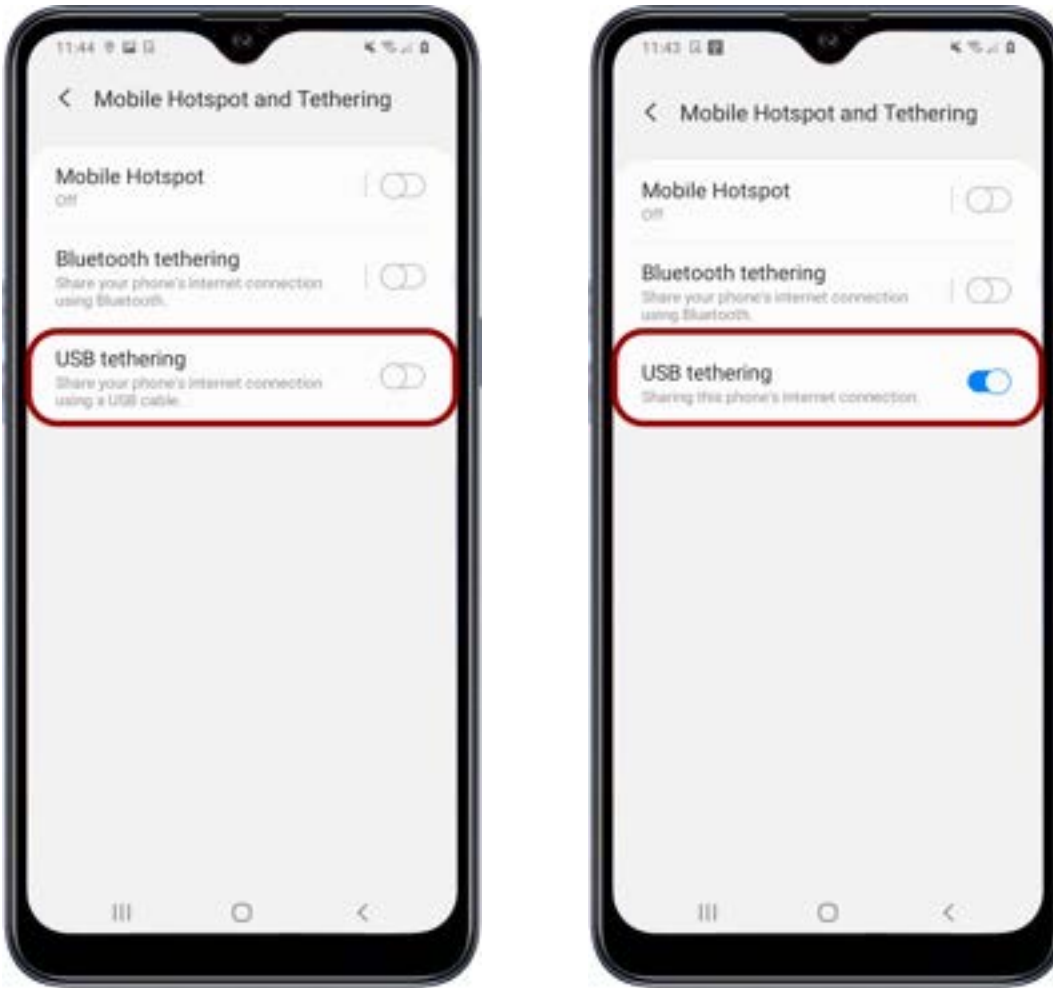 11:44
Mobile Hotspot and Tethering
Mobile Hotspot
Off
Bluetooth tethering
Share your phone's internet connection
using Bluetooth.
USB tethering
Share your phone's internet connection
using a USB cable.
11:43
Mobile Hotspot and Tethering
Mobile Hotspot
Off
Bluetooth tethering
Share your phone's internet connection
using Bluetooth.
USB tethering
Sharing this phone's internet connection.